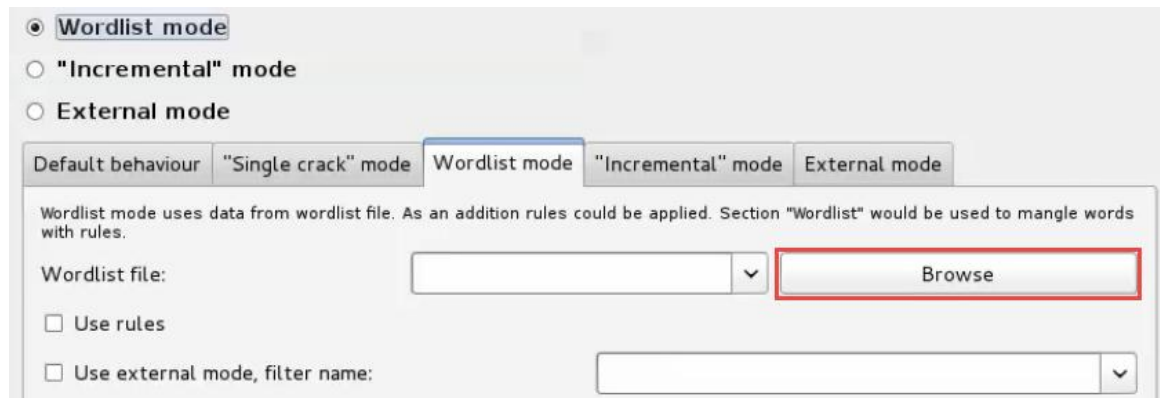 Wordlist mode
"Incremental" mode
External mode
Default behaviour "Single crack" mode Wordlist mode "Incremental" mode External mode
Wordlist mode uses data from wordlist file. As an addition rules could be applied. Section "Wordlist" would be used to mangle words
with rules.
Wordlist file: Browse
Use rules
Use external mode, filter name: